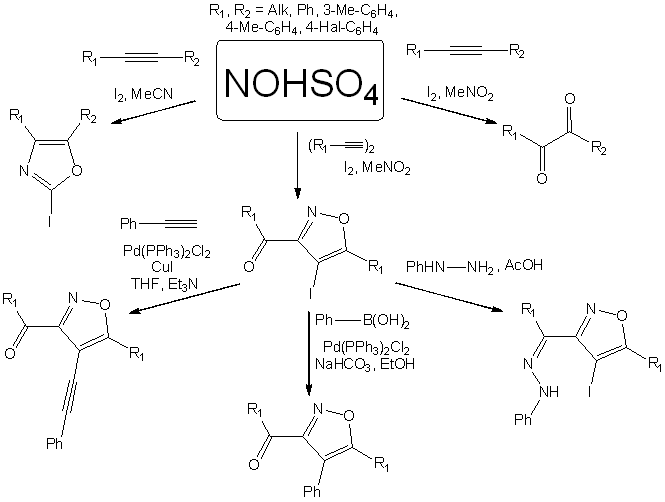 R1, R2 = Alk, Ph, 3-Me-C6H4,
4-Me-C6H4, 4-Hal-C6H4
R1 R2
I2, MeCN
NOHSO4
R1 R2
I2, MeNO2
R1 R2
N O
I
(R1 )2
I2, MeNO2
O
R1 R2
O
Ph
Pd(PPh3)2Cl2
CuI
THF, Et3N
R1 N O
O R1
I
PhHN NH2, AcOH
R1 N O
O R1
Ph
Ph B(OH)2
Pd(PPh3)2Cl2
NaHCO3, EtOH
R1 N O
O R1
Ph
R1 N O
R1
N I
NH
Ph